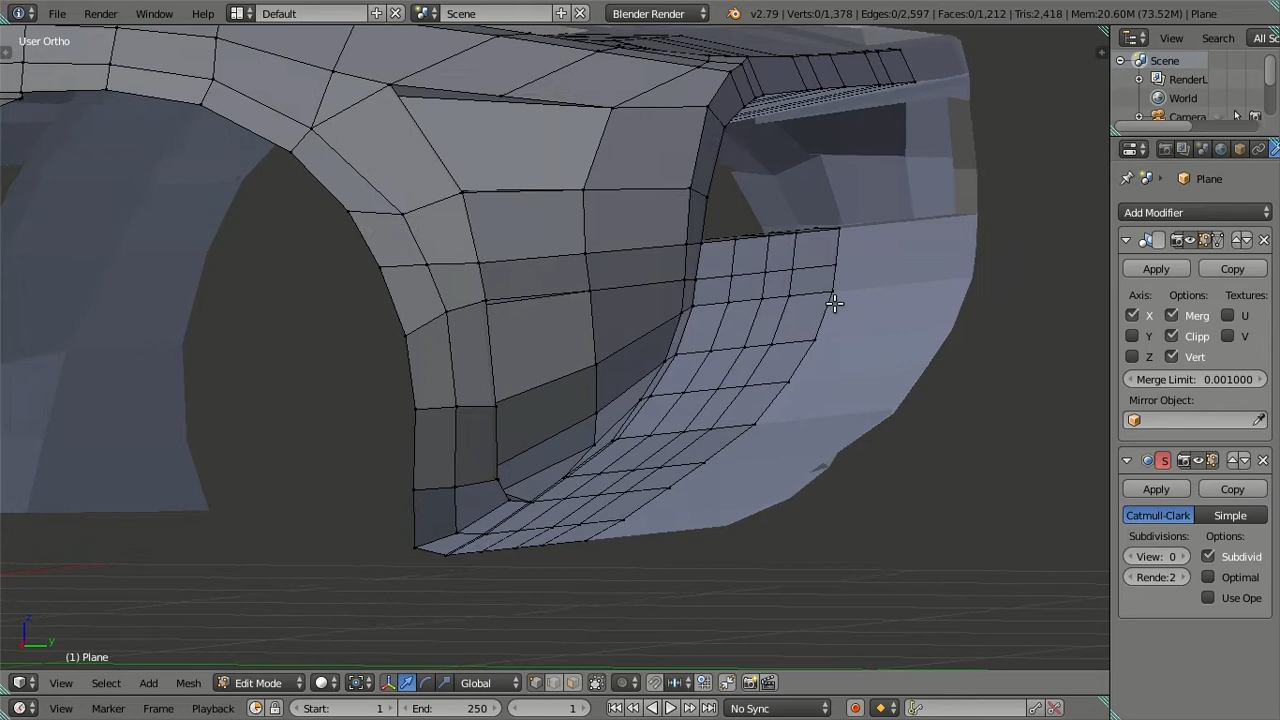 File Render Window Help Default Scene Blender Render v2.79 | Verts:0/1,378 | Edges:0/2,597 | Faces:0/1,212 | Tris:2,418 | Mem:20.60M (73.52M) | Plane
User Ortho
View Search All Sc
Scene
RenderL
World
Camera
Plane
Add Modifier
Apply Copy
Axis: Options: Textures:
X Merg U
Y Clipp V
Z Vert
Merge Limit: 0.001000
Mirror Object:
S
Apply Copy
Catmull-Clark Simple
Subdivisions: Options:
View: 0 Subdivid
Rende:2 Optimal
Use Ope
z
y
(1) Plane
View Select Add Mesh Edit Mode Global
View Marker Frame Playback Start: 1 End: 250 1 No Sync